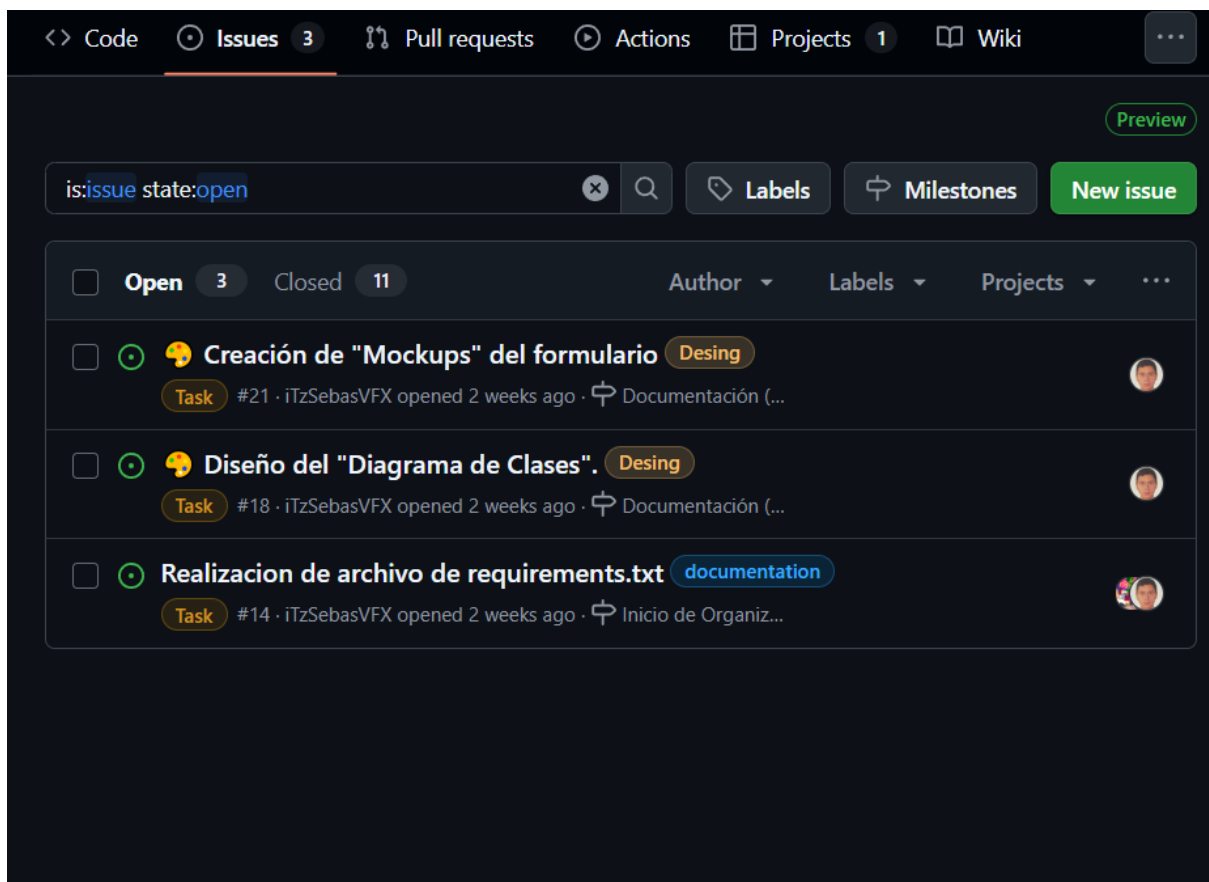 Code Issues 3 Pull requests Actions Projects 1 Wiki ...
Preview
is:issue state:open Labels Milestones New issue
Open 3 Closed 11 Author Labels Projects ...
Creación de "Mockups" del formulario Desing
Task #21 · iTzSebasVFX opened 2 weeks ago · Documentación (...
Diseño del "Diagrama de Clases". Desing
Task #18 · iTzSebasVFX opened 2 weeks ago · Documentación (...
Realizacion de archivo de requirements.txt documentation
Task #14 · iTzSebasVFX opened 2 weeks ago · Inicio de Organiz...